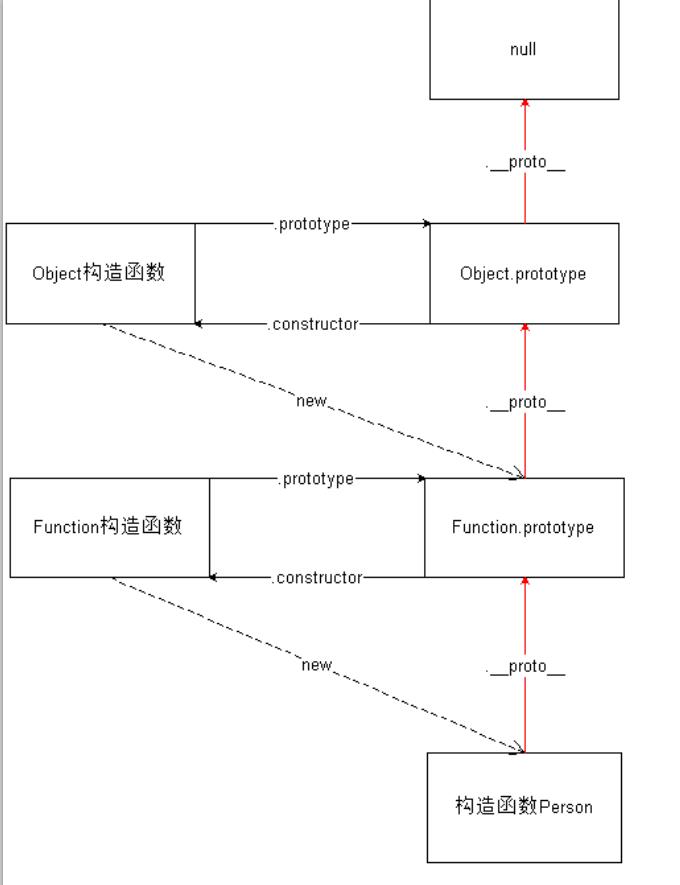 null
.__proto__
.prototype
Object构造函数
Object.prototype
.constructor
new
.__proto__
.prototype
Function构造函数
Function.prototype
.constructor
new
.__proto__
构造函数Person